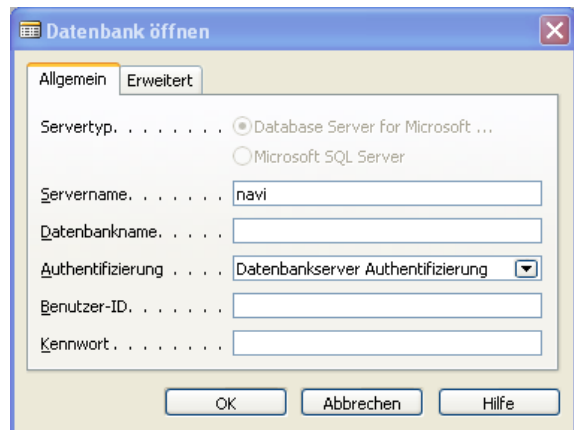 Datenbank öffnen
Allgemein Erweitert
Servertyp. . . . . . . . Database Server for Microsoft ...
Microsoft SQL Server
Servername. . . . . . . navi
Datenbankname. . . . .
Authentifizierung . . . . Datenbankserver Authentifizierung
Benutzer-ID. . . . . . .
Kennwort . . . . . . . .
OK Abbrechen Hilfe